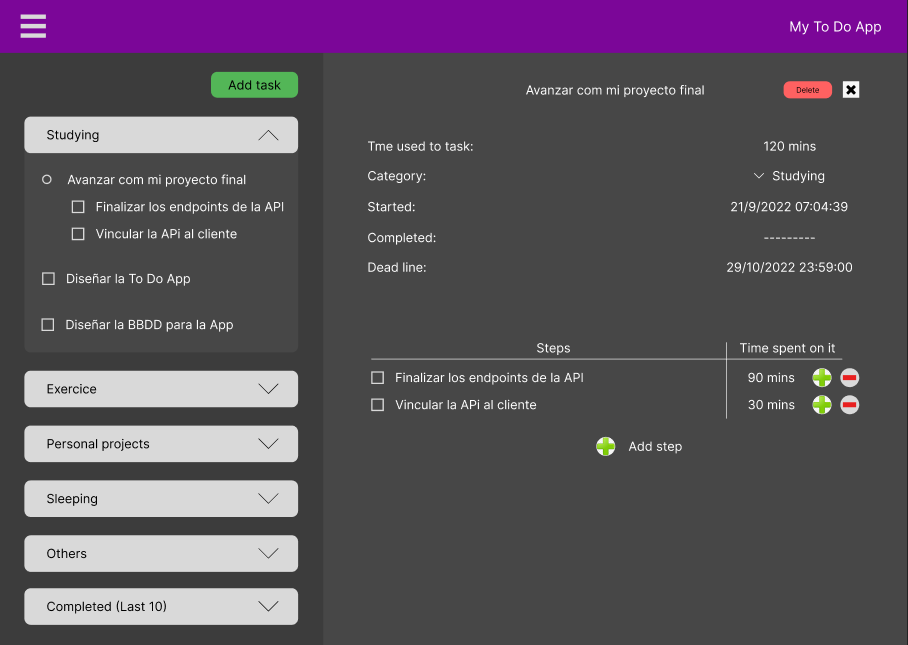 My To Do App
Add task
Studying
Avanzar com mi proyecto final
Finalizar los endpoints de la API
Vincular la APi al cliente
Diseñar la To Do App
Diseñar la BBDD para la App
Exercice
Personal projects
Sleeping
Others
Completed (Last 10)
Avanzar com mi proyecto final Delete
Tme used to task: 120 mins
Category: Studying
Started: 21/9/2022 07:04:39
Completed: ---------
Dead line: 29/10/2022 23:59:00
Steps Time spent on it
Finalizar los endpoints de la API 90 mins
Vincular la APi al cliente 30 mins
Add step